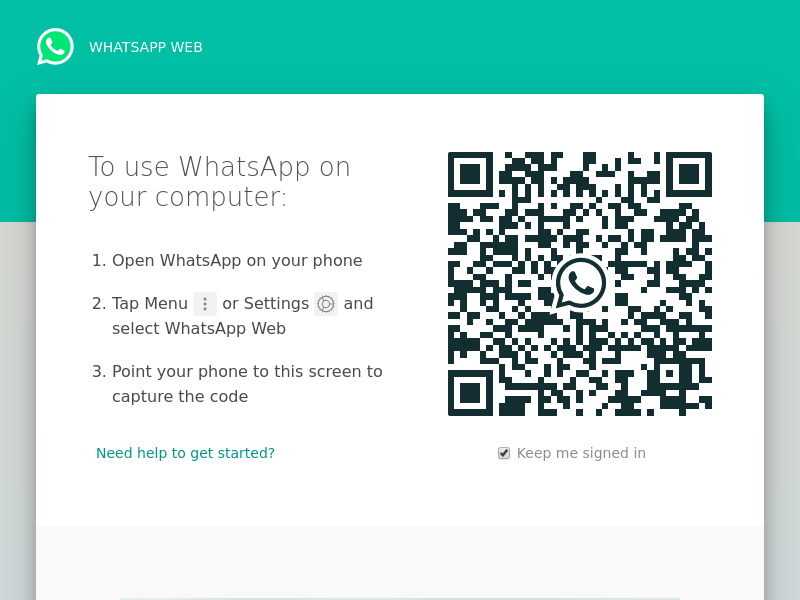 WHATSAPP WEB
To use WhatsApp on
your computer:
1. Open WhatsApp on your phone
2. Tap Menu or Settings and
select WhatsApp Web
3. Point your phone to this screen to
capture the code
Need help to get started?
Keep me signed in